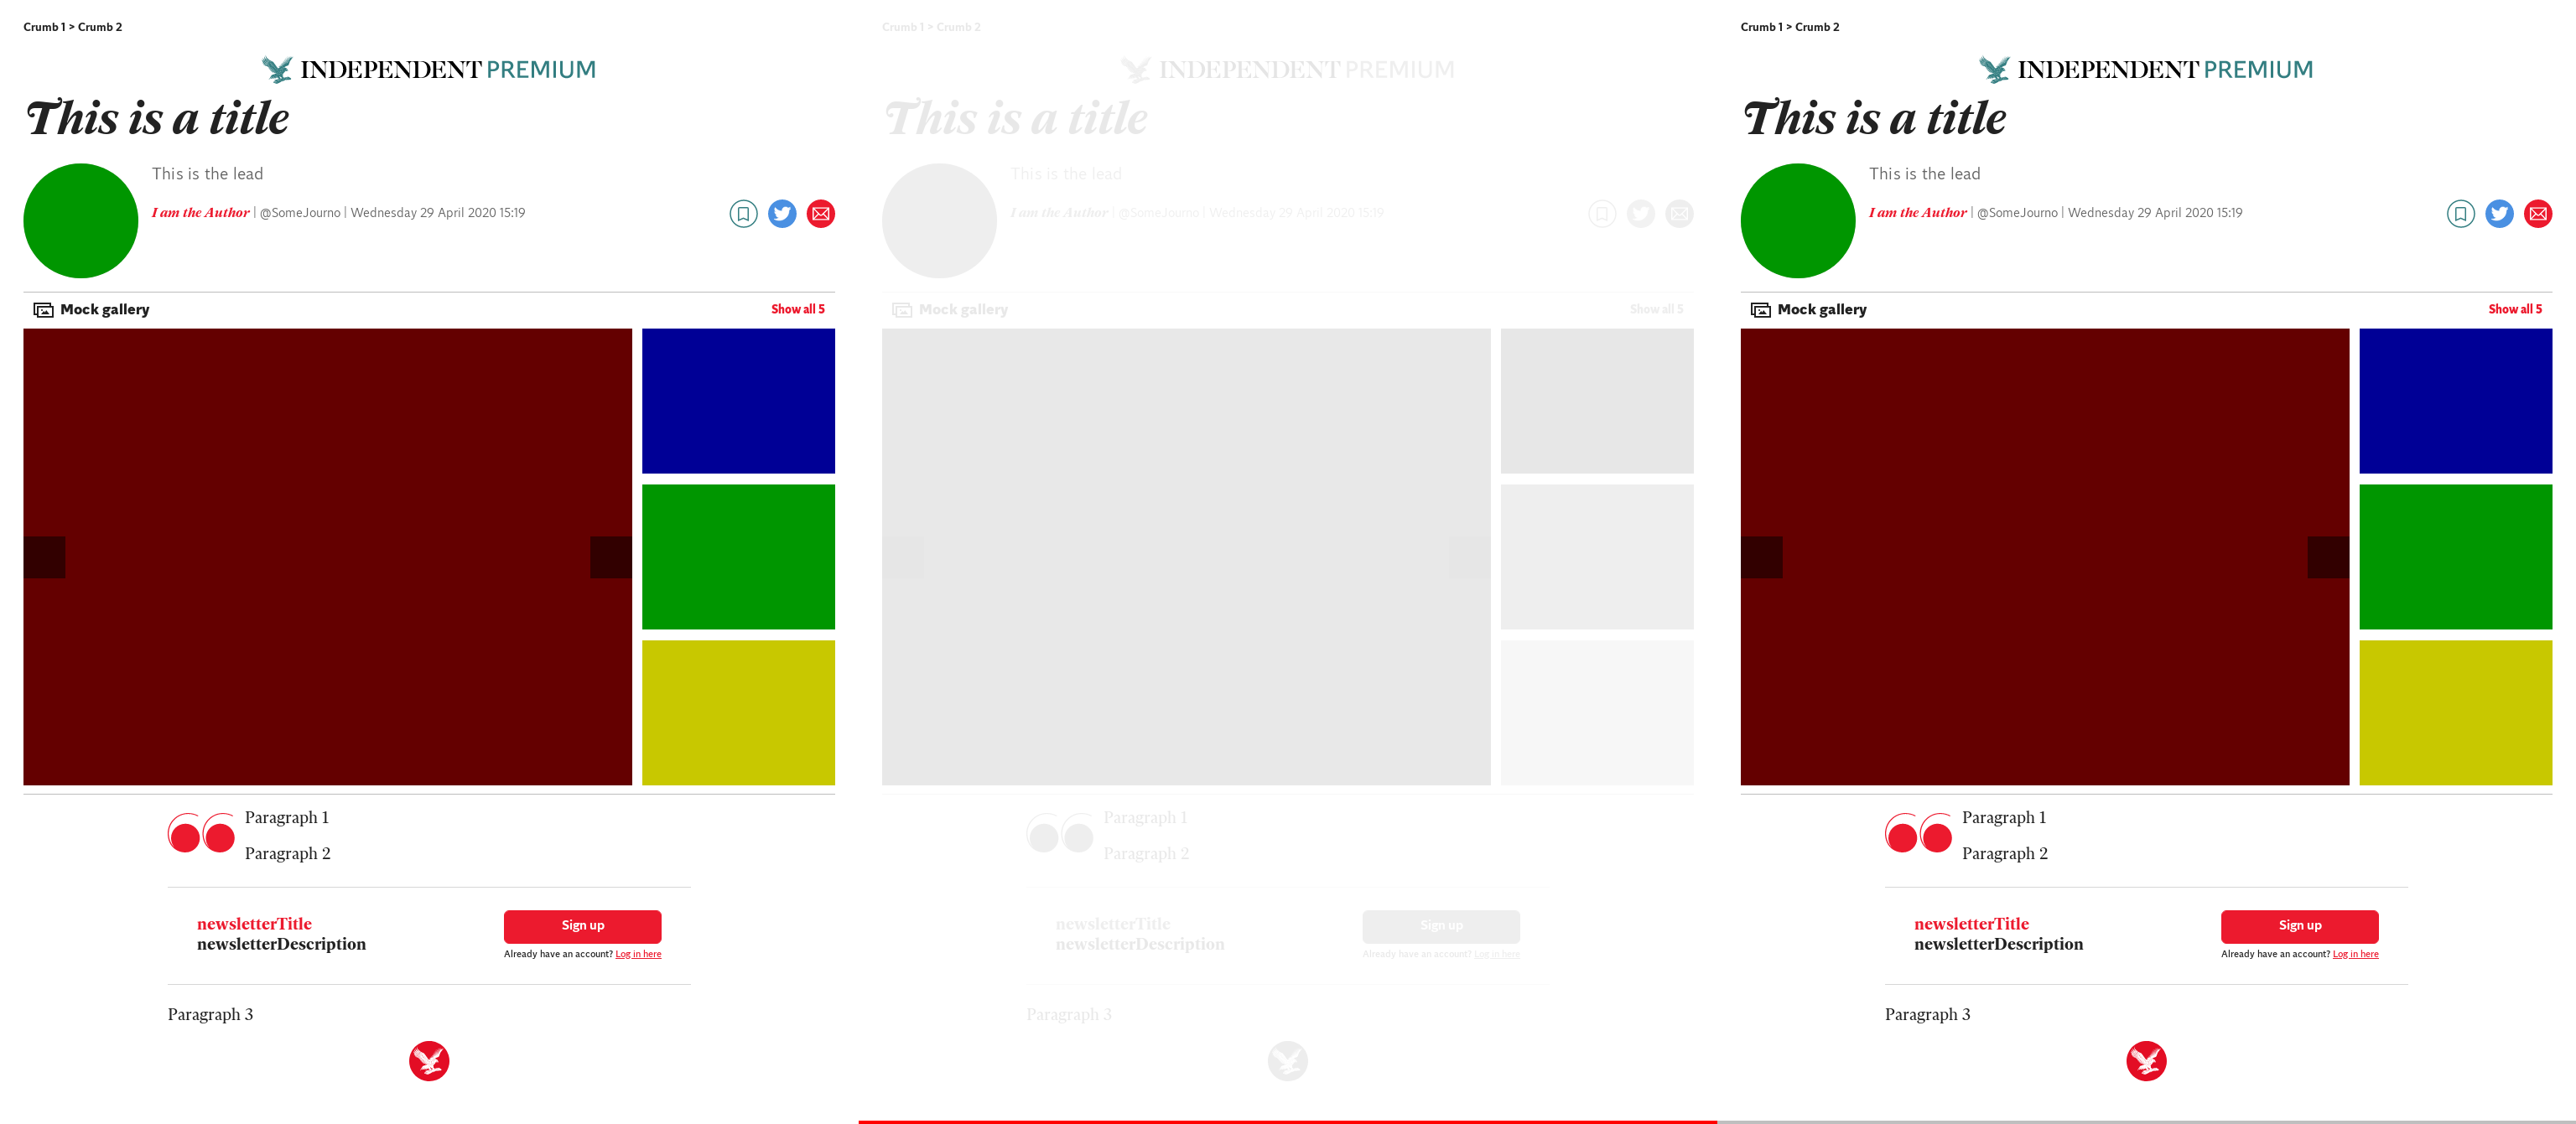 Crumb 1 > Crumb 2
INDEPENDENT PREMIUM
This is a title
This is the lead
I am the Author | @SomeJourno | Wednesday 29 April 2020 15:19
Mock gallery
Show all 5
Paragraph 1
Paragraph 2
newsletterTitle
newsletterDescription
Sign up
Already have an account? Log in here
Paragraph 3
Crumb 1 > Crumb 2
INDEPENDENT PREMIUM
This is a title
This is the lead
I am the Author | @SomeJourno | Wednesday 29 April 2020 15:19
Mock gallery
Show all 5
Paragraph 1
Paragraph 2
newsletterTitle
newsletterDescription
Sign up
Already have an account? Log in here
Paragraph 3
Crumb 1 > Crumb 2
INDEPENDENT PREMIUM
This is a title
This is the lead
I am the Author | @SomeJourno | Wednesday 29 April 2020 15:19
Mock gallery
Show all 5
Paragraph 1
Paragraph 2
newsletterTitle
newsletterDescription
Sign up
Already have an account? Log in here
Paragraph 3